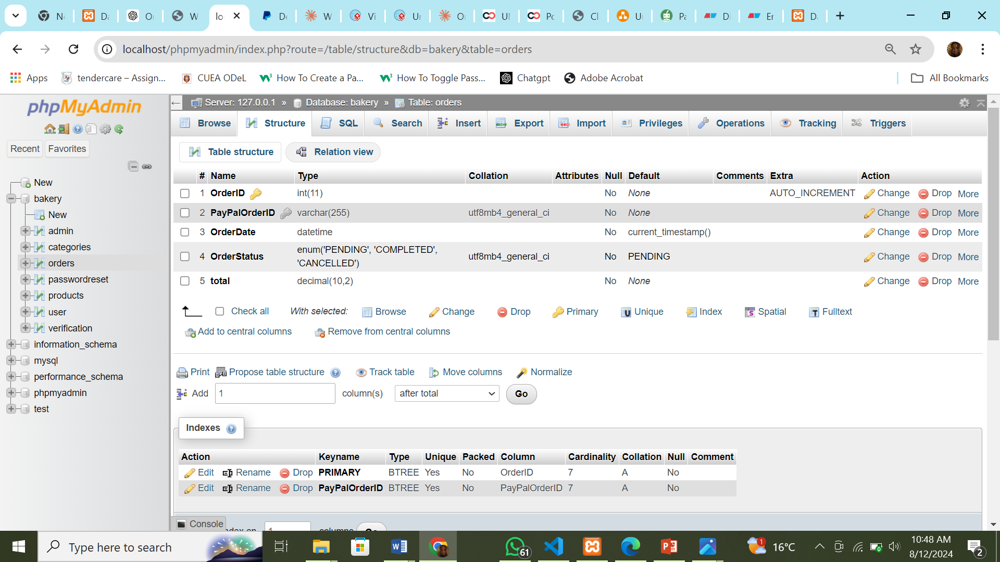 N
Da
O
W
lo
De
W
Vi
Ur
O
UI
Po
Cl
U
Pa
Di
Er
D
localhost/phpmyadmin/index.php?route=/table/structure&db=bakery&table=orders
Apps
tendercare – Assign...
CUEA ODeL
How To Create a Pa...
How To Toggle Pass...
Chatgpt
Adobe Acrobat
All Bookmarks
phpMyAdmin
Recent Favorites
New
bakery
New
admin
categories
orders
passwordreset
products
user
verification
information_schema
mysql
performance_schema
phpmyadmin
test
Server: 127.0.0.1 » Database: bakery » Table: orders
Browse Structure SQL Search Insert Export Import Privileges Operations Tracking Triggers
Table structure Relation view
# Name Type Collation Attributes Null Default Comments Extra Action
1 OrderID int(11) No None AUTO_INCREMENT Change Drop More
2 PayPalOrderID varchar(255) utf8mb4_general_ci No None Change Drop More
3 OrderDate datetime No current_timestamp() Change Drop More
4 OrderStatus enum('PENDING', 'COMPLETED', 'CANCELLED') utf8mb4_general_ci No PENDING Change Drop More
5 total decimal(10,2) No None Change Drop More
Check all With selected: Browse Change Drop Primary Unique Index Spatial Fulltext
Add to central columns Remove from central columns
Print Propose table structure Track table Move columns Normalize
Add 1 column(s) after total Go
Indexes
Action Keyname Type Unique Packed Column Cardinality Collation Null Comment
Edit Rename Drop PRIMARY BTREE Yes No OrderID 7 A No
Edit Rename Drop PayPalOrderID BTREE Yes No PayPalOrderID 7 A No
Console
columns
Type here to search
61
1
16°C
10:48 AM
8/12/2024
2